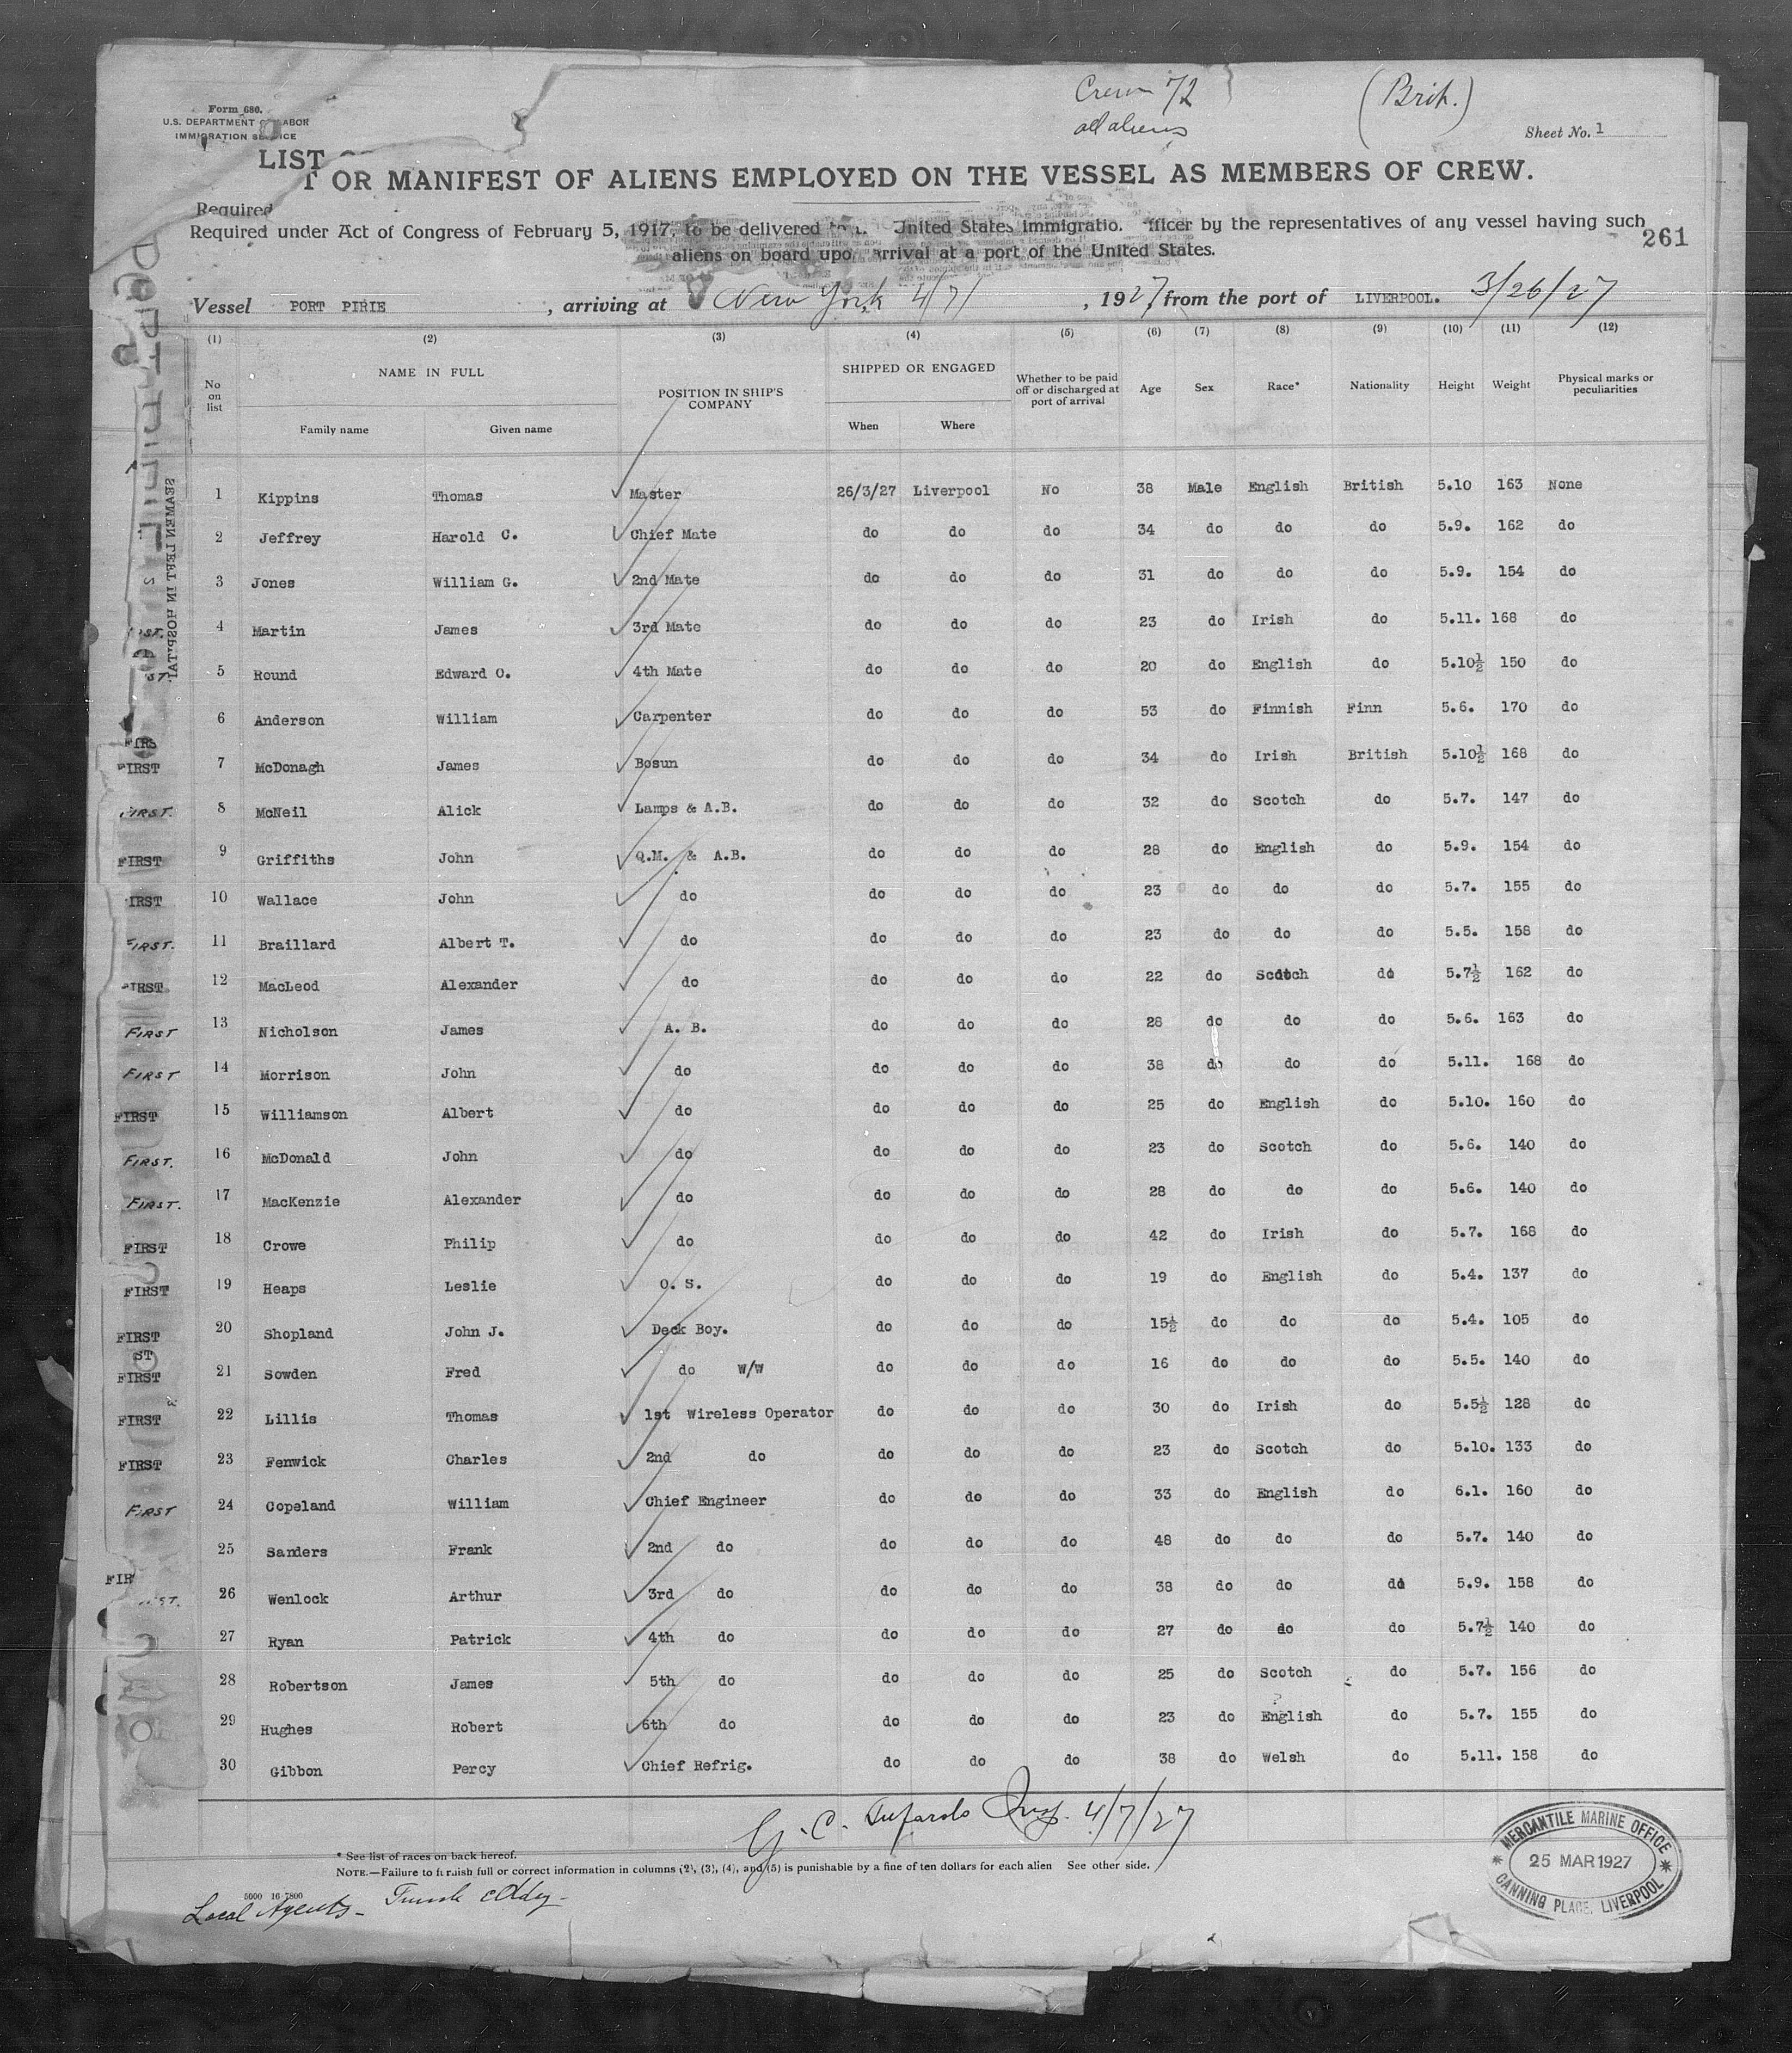 Crew 72
all aliens
(Brit.)
Form 680.
U.S. DEPARTMENT OF LABOR
IMMIGRATION SERVICE
Sheet No. 1
LIST
T OR MANIFEST OF ALIENS EMPLOYED ON THE VESSEL AS MEMBERS OF CREW.
Required
Required under Act of Congress of February 5, 1917, to be delivered United States immigratio. fficer by the representatives of any vessel having such
aliens on board upo rrival at a port of the United States.
261
Vessel PORT PIRIE, arriving at New York 4/7/, 1927, from the port of LIVERPOOL. 3/26/27
(1) (2) (3) (4) (5) (6) (7) (8) (9) (10) (11) (12)
No on list NAME IN FULL Family name Given name POSITION IN SHIP'S COMPANY SHIPPED OR ENGAGED When Where Whether to be paid off or discharged at port of arrival Age Sex Race* Nationality Height Weight Physical marks or peculiarities
SEAMEN LEFT IN HOSPITAL
1 Kippins Thomas Master 26/3/27 Liverpool No 38 Male English British 5.10 163 None
2 Jeffrey Harold C. Chief Mate do do do 34 do do do 5.9. 162 do
3 Jones William G. 2nd Mate do do do 31 do do do 5.9. 154 do
4 Martin James 3rd Mate do do do 23 do Irish do 5.11. 168 do
5 Round Edward O. 4th Mate do do do 20 do English do 5.10½ 150 do
6 Anderson William Carpenter do do do 53 do Finnish Finn 5.6. 170 do
FIRST 7 McDonagh James Bosun do do do 34 do Irish British 5.10½ 168 do
FIRST. 8 McNeil Alick Lamps & A.B. do do do 32 do Scotch do 5.7. 147 do
FIRST 9 Griffiths John Q.M. & A.B. do do do 28 do English do 5.9. 154 do
IRST 10 Wallace John do do do do 23 do do do 5.7. 155 do
FIRST. 11 Braillard Albert T. do do do do 23 do do do 5.5. 158 do
FIRST 12 MacLeod Alexander do do do do 22 do Scotch do 5.7½ 162 do
FIRST 13 Nicholson James A. B. do do do 28 do do do 5.6. 163 do
FIRST 14 Morrison John do do do do 38 do do do 5.11. 168 do
FIRST 15 Williamson Albert do do do do 25 do English do 5.10. 160 do
FIRST. 16 McDonald John do do do do 23 do Scotch do 5.6. 140 do
FIRST. 17 MacKenzie Alexander do do do do 28 do do do 5.6. 140 do
FIRST 18 Crowe Philip do do do do 42 do Irish do 5.7. 168 do
FIRST 19 Heaps Leslie O. S. do do do 19 do English do 5.4. 137 do
FIRST 20 Shopland John J. Deck Boy. do do do 15½ do do do 5.4. 105 do
ST
FIRST 21 Sowden Fred do W/W do do do 16 do do do 5.5. 140 do
FIRST 22 Lillis Thomas 1st Wireless Operator do do do 30 do Irish do 5.5½ 128 do
FIRST 23 Fenwick Charles 2nd do do do do 23 do Scotch do 5.10. 133 do
FIRST 24 Copeland William Chief Engineer do do do 33 do English do 6.1. 160 do
25 Sanders Frank 2nd do do do do 48 do do do 5.7. 140 do
FIR
26 Wenlock Arthur 3rd do do do do 38 do do do 5.9. 158 do
27 Ryan Patrick 4th do do do do 27 do do do 5.7½ 140 do
28 Robertson James 5th do do do do 25 do Scotch do 5.7. 156 do
29 Hughes Robert 6th do do do do 23 do English do 5.7. 155 do
30 Gibbon Percy Chief Refrig. do do do 38 do Welsh do 5.11. 158 do
G. C. Insp. 4/7/27
* See list of races on back hereof.
NOTE.—Failure to furnish full or correct information in columns (2), (3), (4), and (5) is punishable by a fine of ten dollars for each alien See other side.
5000 16-7800
Local Agents-
MERCANTILE MARINE OFFICE
25 MAR 1927
CANNING PLACE. LIVERPOOL